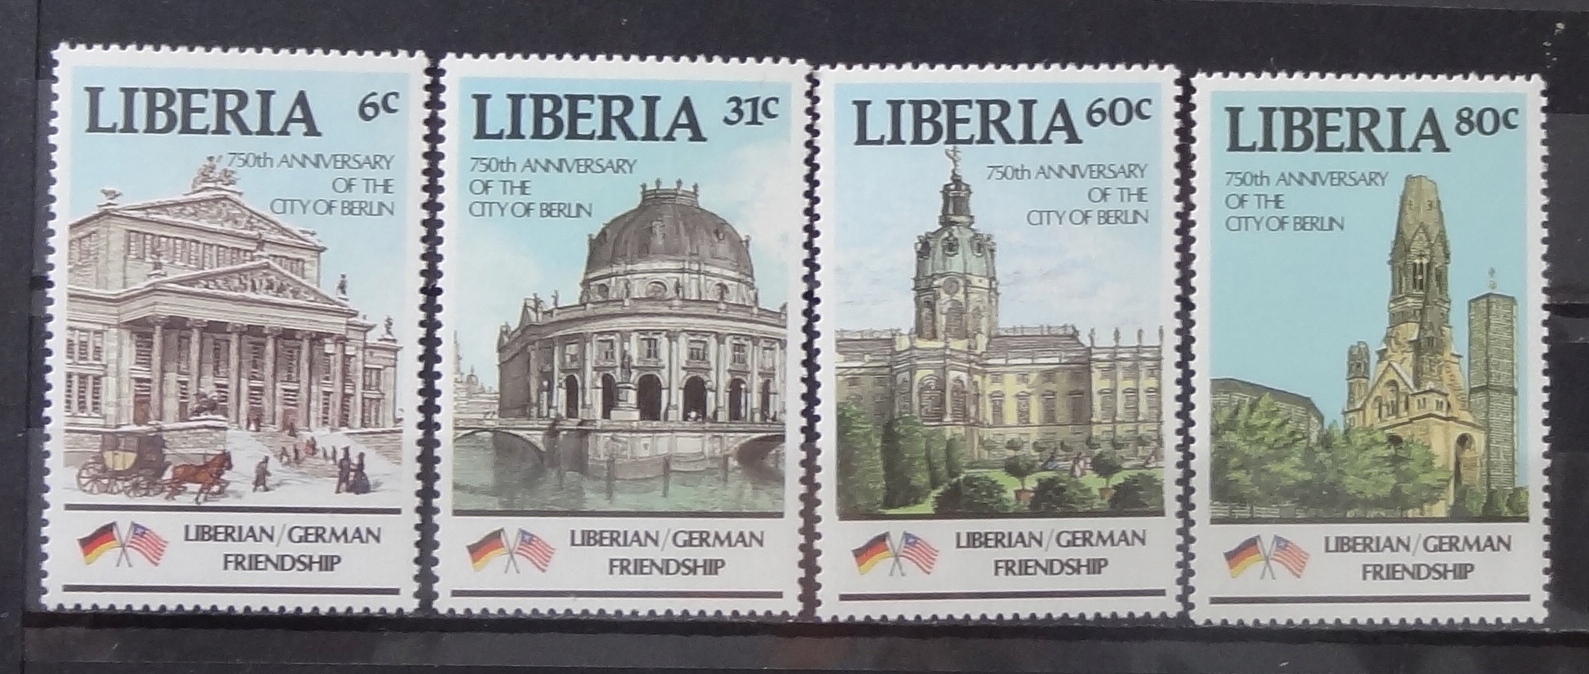 LIBERIA 6c
750th ANNIVERSARY
OF THE
CITY OF BERLIN
LIBERIAN/GERMAN
FRIENDSHIP
LIBERIA 31c
750th ANNIVERSARY
OF THE
CITY OF BERLIN
LIBERIAN/GERMAN
FRIENDSHIP
LIBERIA 60c
750th ANNIVERSARY
OF THE
CITY OF BERLIN
LIBERIAN/GERMAN
FRIENDSHIP
LIBERIA 80c
750th ANNIVERSARY
OF THE
CITY OF BERLIN
LIBERIAN/GERMAN
FRIENDSHIP